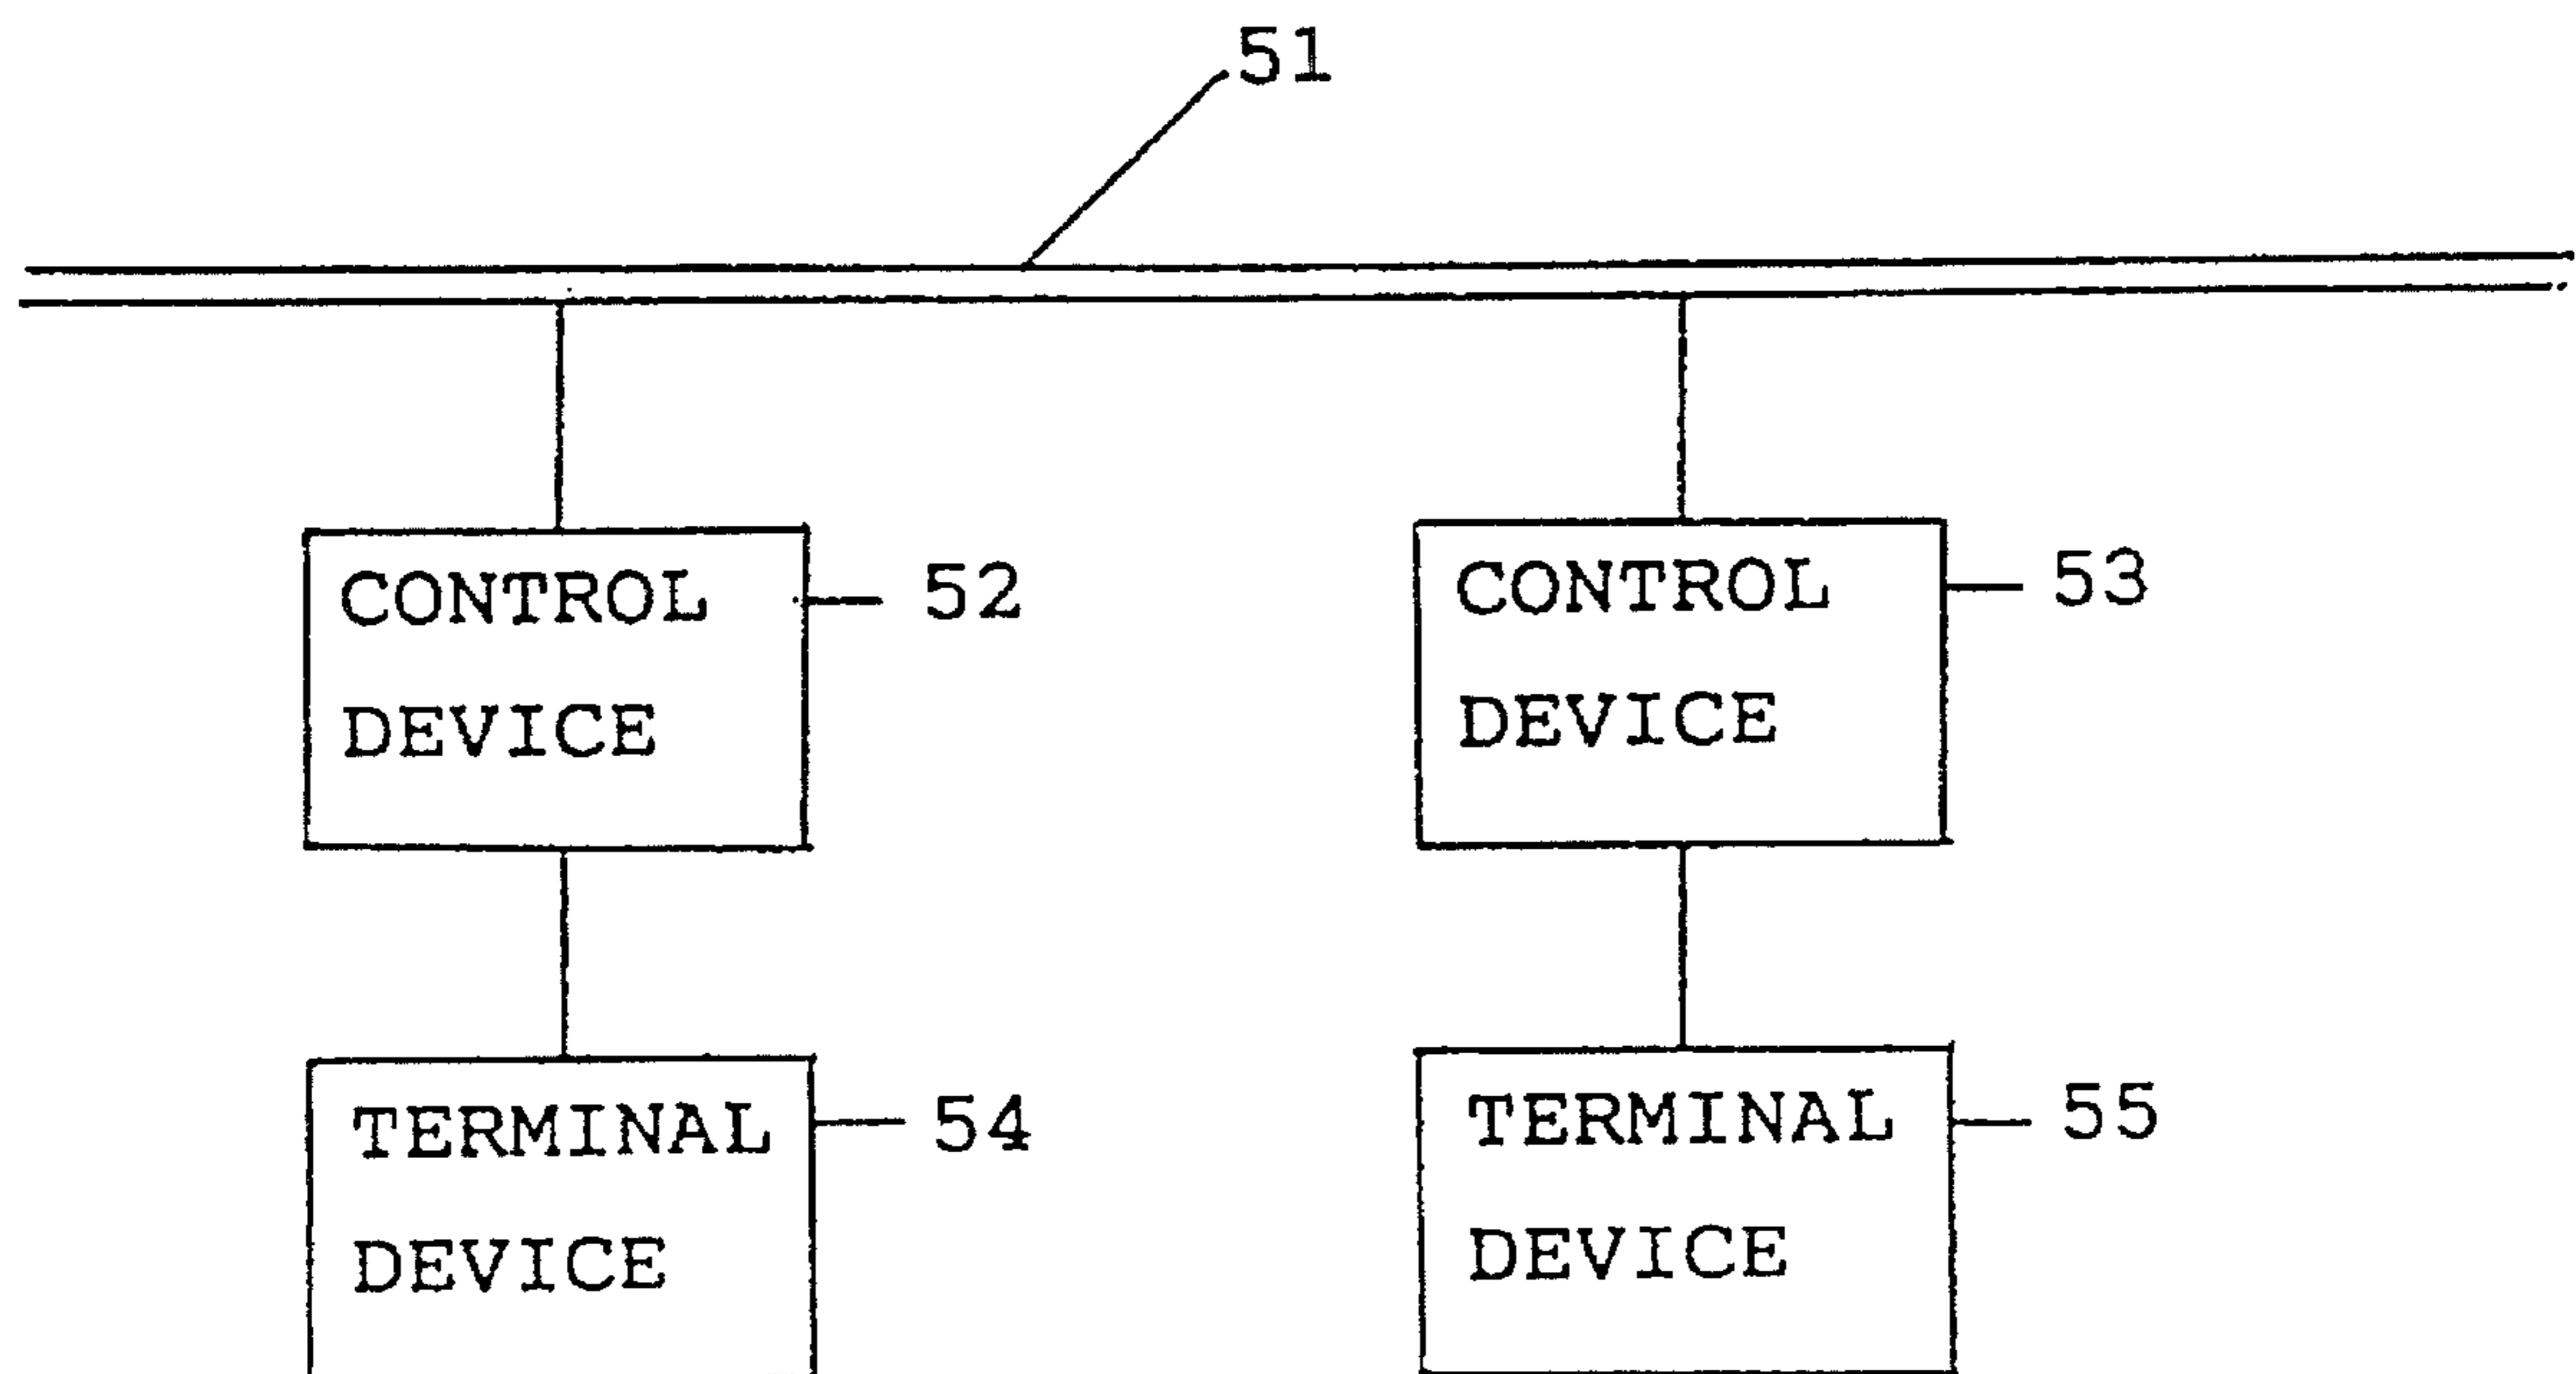 51
CONTROL
DEVICE
52
CONTROL
DEVICE
53
TERMINAL
DEVICE
54
TERMINAL
DEVICE
55